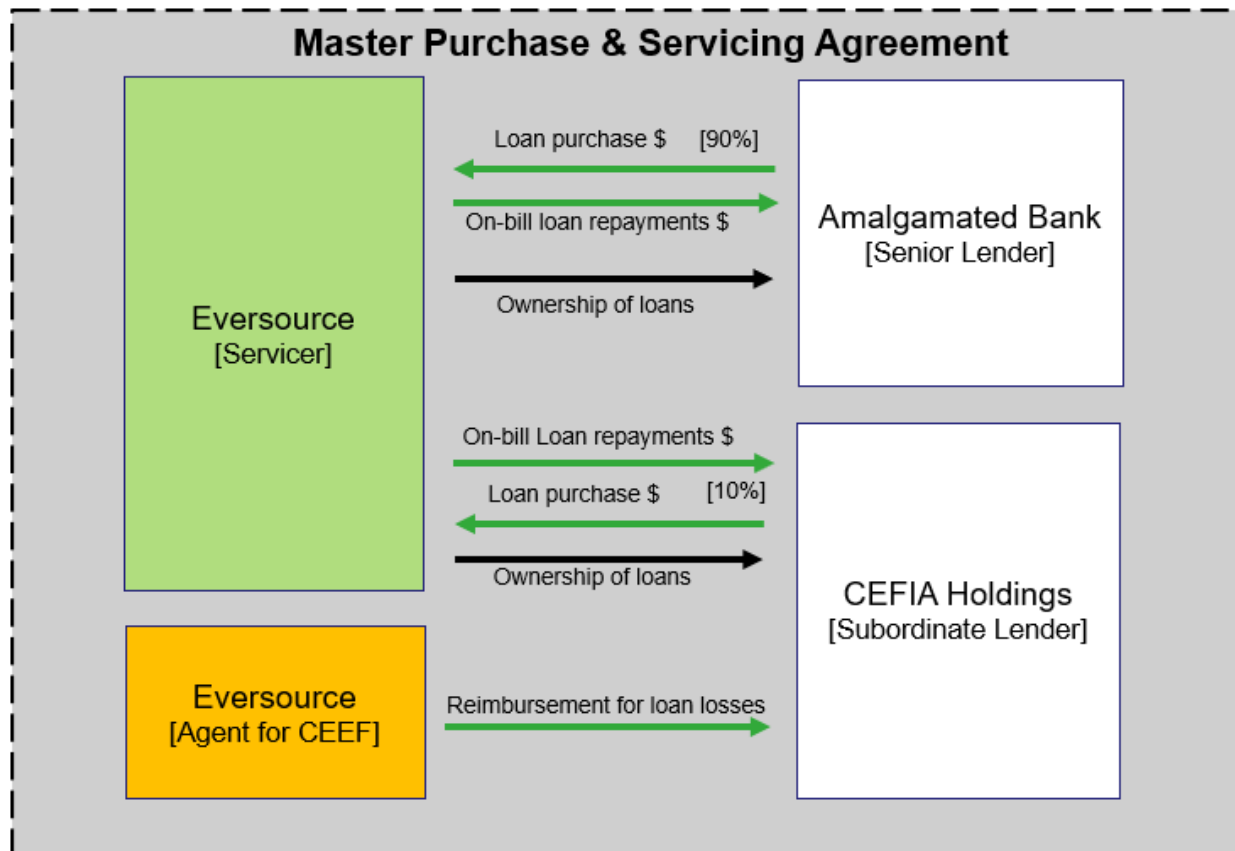 Master Purchase & Servicing Agreement
Eversource
[Servicer]
Loan purchase $ [90%]
On-bill loan repayments $
Ownership of loans
Amalgamated Bank
[Senior Lender]
On-bill Loan repayments $
Loan purchase $ [10%]
Ownership of loans
CEFIA Holdings
[Subordinate Lender]
Eversource
[Agent for CEEF]
Reimbursement for loan losses